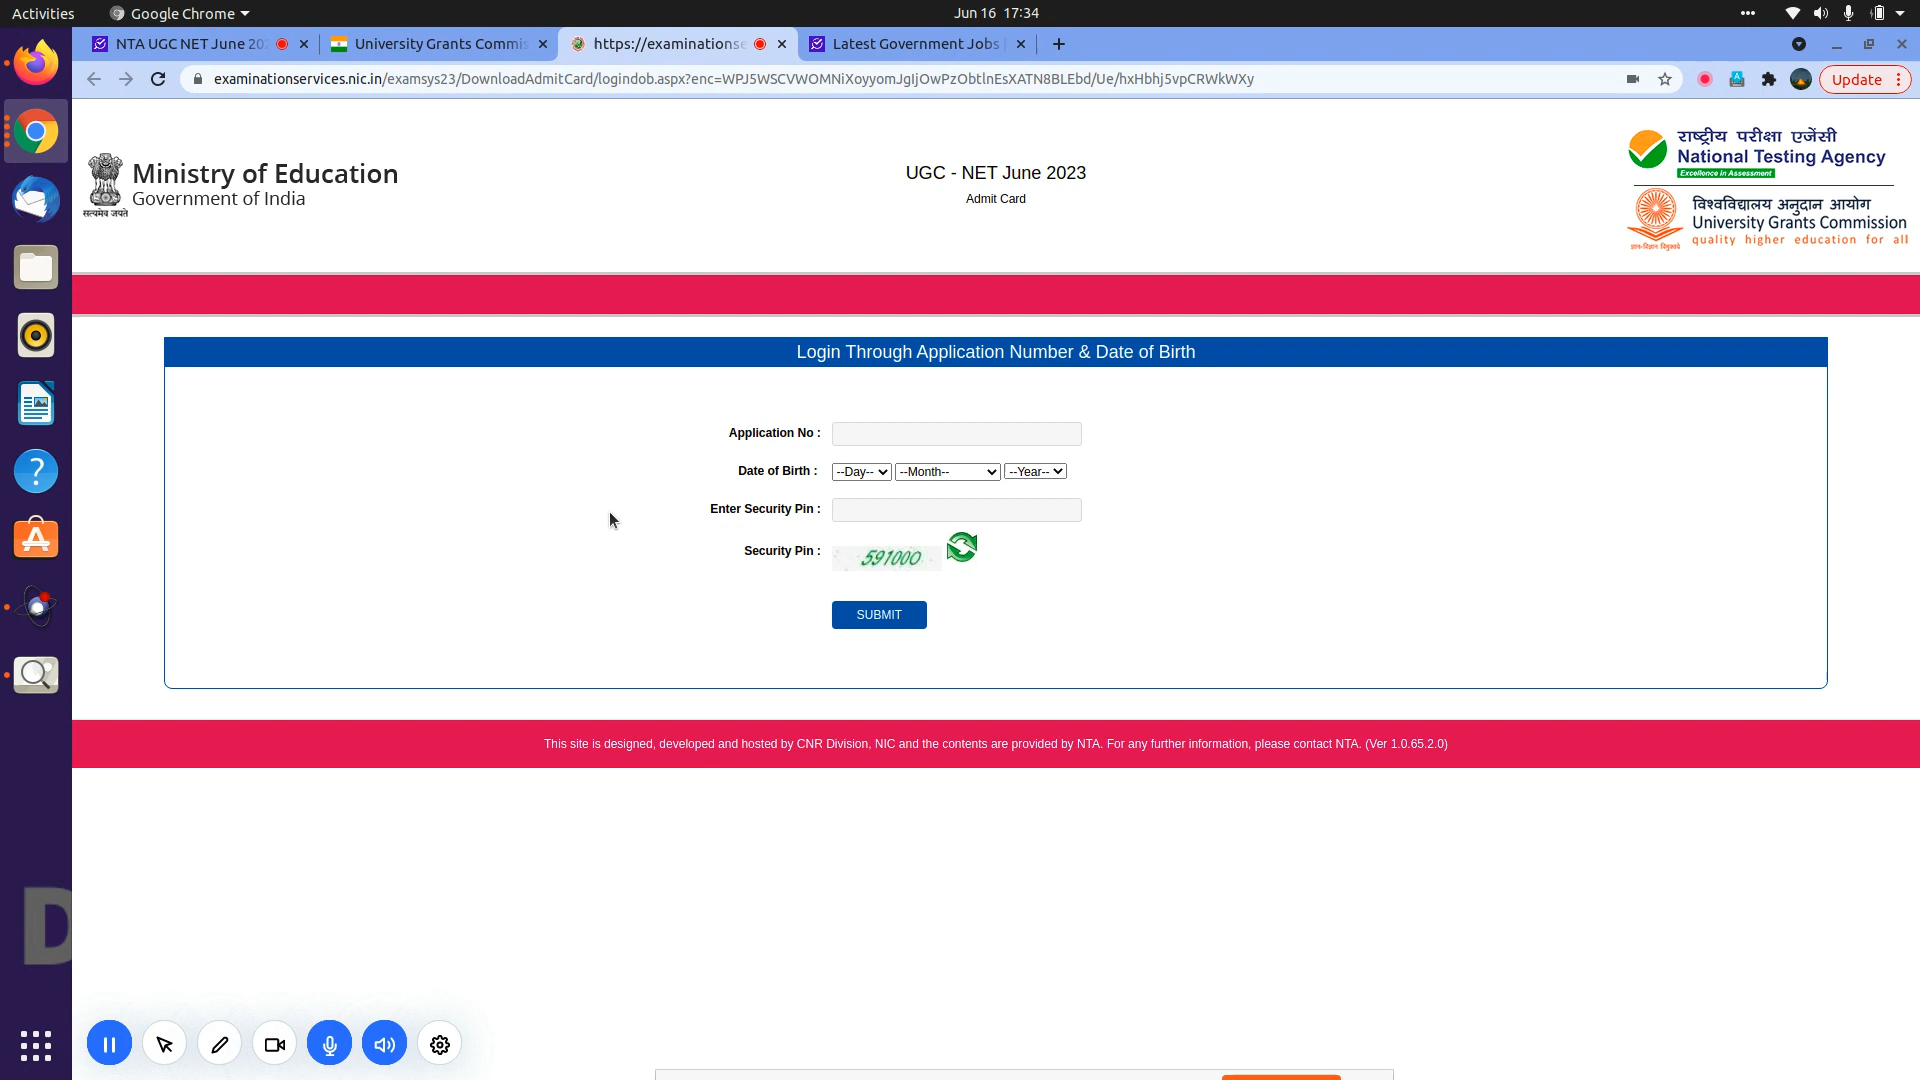 Activities
Google Chrome
Jun 16 17:34
NTA UGC NET June 202
University Grants Commis
https://examinationse
Latest Government Jobs
examinationservices.nic.in/examsys23/DownloadAdmitCard/logindob.aspx?enc=WPJ5WSCVWOMNiXoyyomJgIjOwPzObtlnEsXATN8BLEbd/Ue/hxHbhj5vpCRWkWXy
Update
सत्यमेव जयते
Ministry of Education
Government of India
UGC - NET June 2023
Admit Card
राष्ट्रीय परीक्षा एजेंसी
National Testing Agency
Excellence in Assessment
विश्वविद्यालय अनुदान आयोग
University Grants Commission
quality higher education for all
ज्ञान-विज्ञान विमुक्तये
Login Through Application Number & Date of Birth
Application No :
Date of Birth : --Day-- --Month-- --Year--
Enter Security Pin :
Security Pin : 591000
SUBMIT
This site is designed, developed and hosted by CNR Division, NIC and the contents are provided by NTA. For any further information, please contact NTA. (Ver 1.0.65.2.0)
D